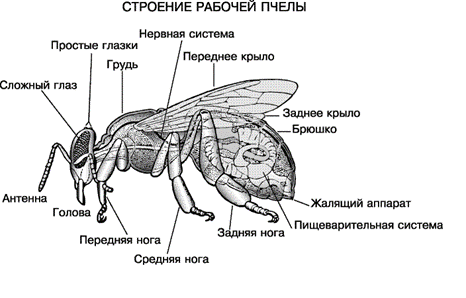 СТРОЕНИЕ РАБОЧЕЙ ПЧЕЛЫ
Нервная система
Простые глазки
Переднее крыло
Грудь
Сложный глаз
Заднее крыло
Брюшко
Антенна
Жалящий аппарат
Голова
Пищеварительная система
Передняя нога
Задняя нога
Средняя нога